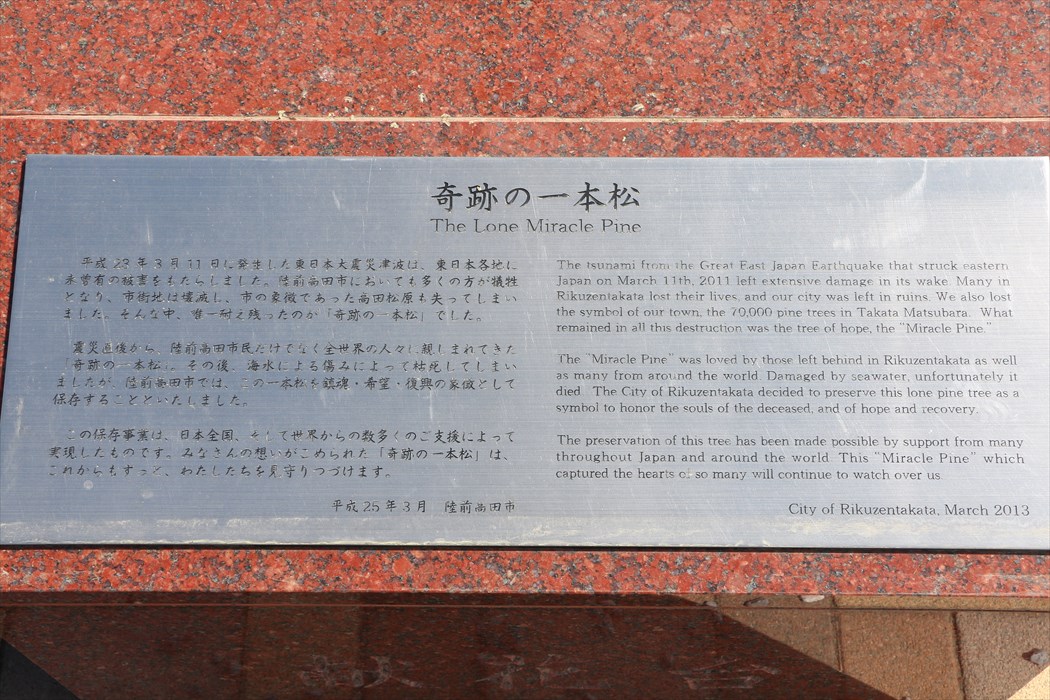 奇跡の一本松
The Lone Miracle Pine
平成23年3月11日に発生した東日本大震災津波は、東日本各地に
未曾有の被害をもたらしました。陸前高田市においても多くの方が犠牲
となり、市街地は壊滅し、市の象徴であった高田松原も失ってしまい
ました。そんな中、唯一耐え残ったのが「奇跡の一本松」でした。
震災直後から、陸前高田市民だけでなく全世界の人々に親しまれてきた
「奇跡の一本松」。その後、海水による傷みによって枯死してしまい
ましたが、陸前高田市では、この一本松を鎮魂・希望・復興の象徴として
保存することといたしました。
この保存事業は、日本全国、そして世界からの数多くのご支援によって
実現したものです。みなさんの想いがこめられた「奇跡の一本松」は、
これからもずっと、わたしたちを見守りつづけます。
平成25年3月 陸前高田市
The tsunami from the Great East Japan Earthquake that struck eastern
Japan on March 11th, 2011 left extensive damage in its wake. Many in
Rikuzentakata lost their lives, and our city was left in ruins. We also lost
the symbol of our town, the 70,000 pine trees in Takata Matsubara. What
remained in all this destruction was the tree of hope, the "Miracle Pine."
The "Miracle Pine" was loved by those left behind in Rikuzentakata as well
as many from around the world. Damaged by seawater, unfortunately it
died. The City of Rikuzentakata decided to preserve this lone pine tree as a
symbol to honor the souls of the deceased, and of hope and recovery.
The preservation of this tree has been made possible by support from many
throughout Japan and around the world. This "Miracle Pine" which
captured the hearts of so many will continue to watch over us.
City of Rikuzentakata, March 2013